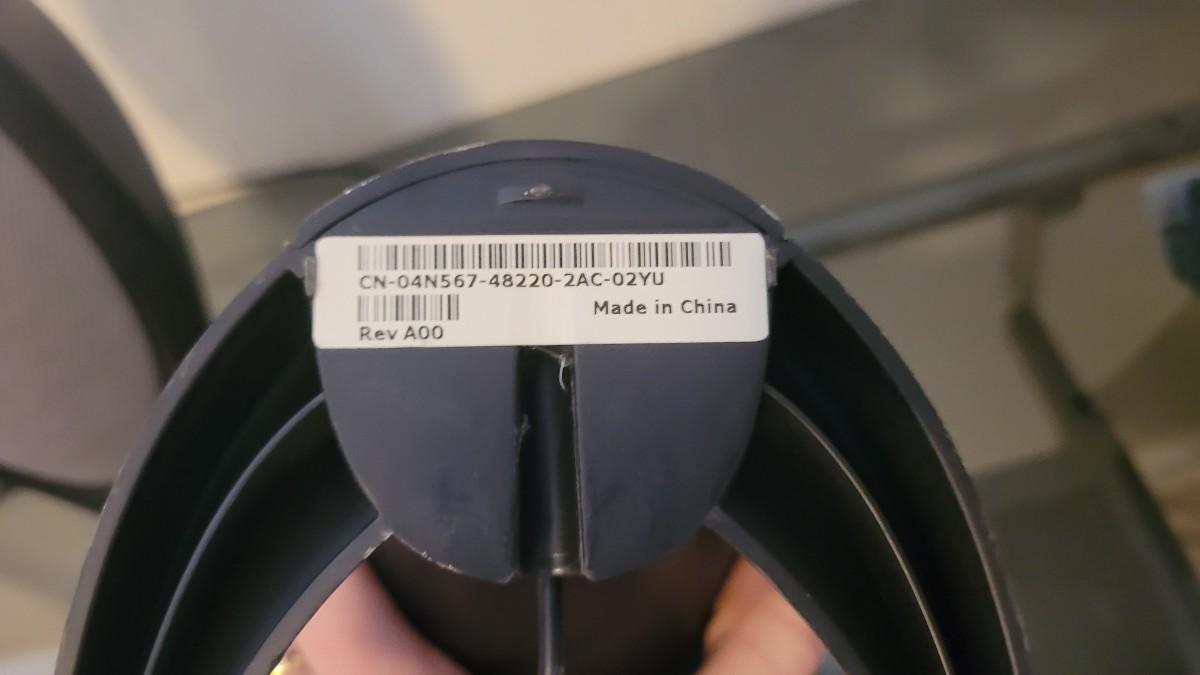 CN-04N567-48220-2AC-02YU
Made in China
Rev A00